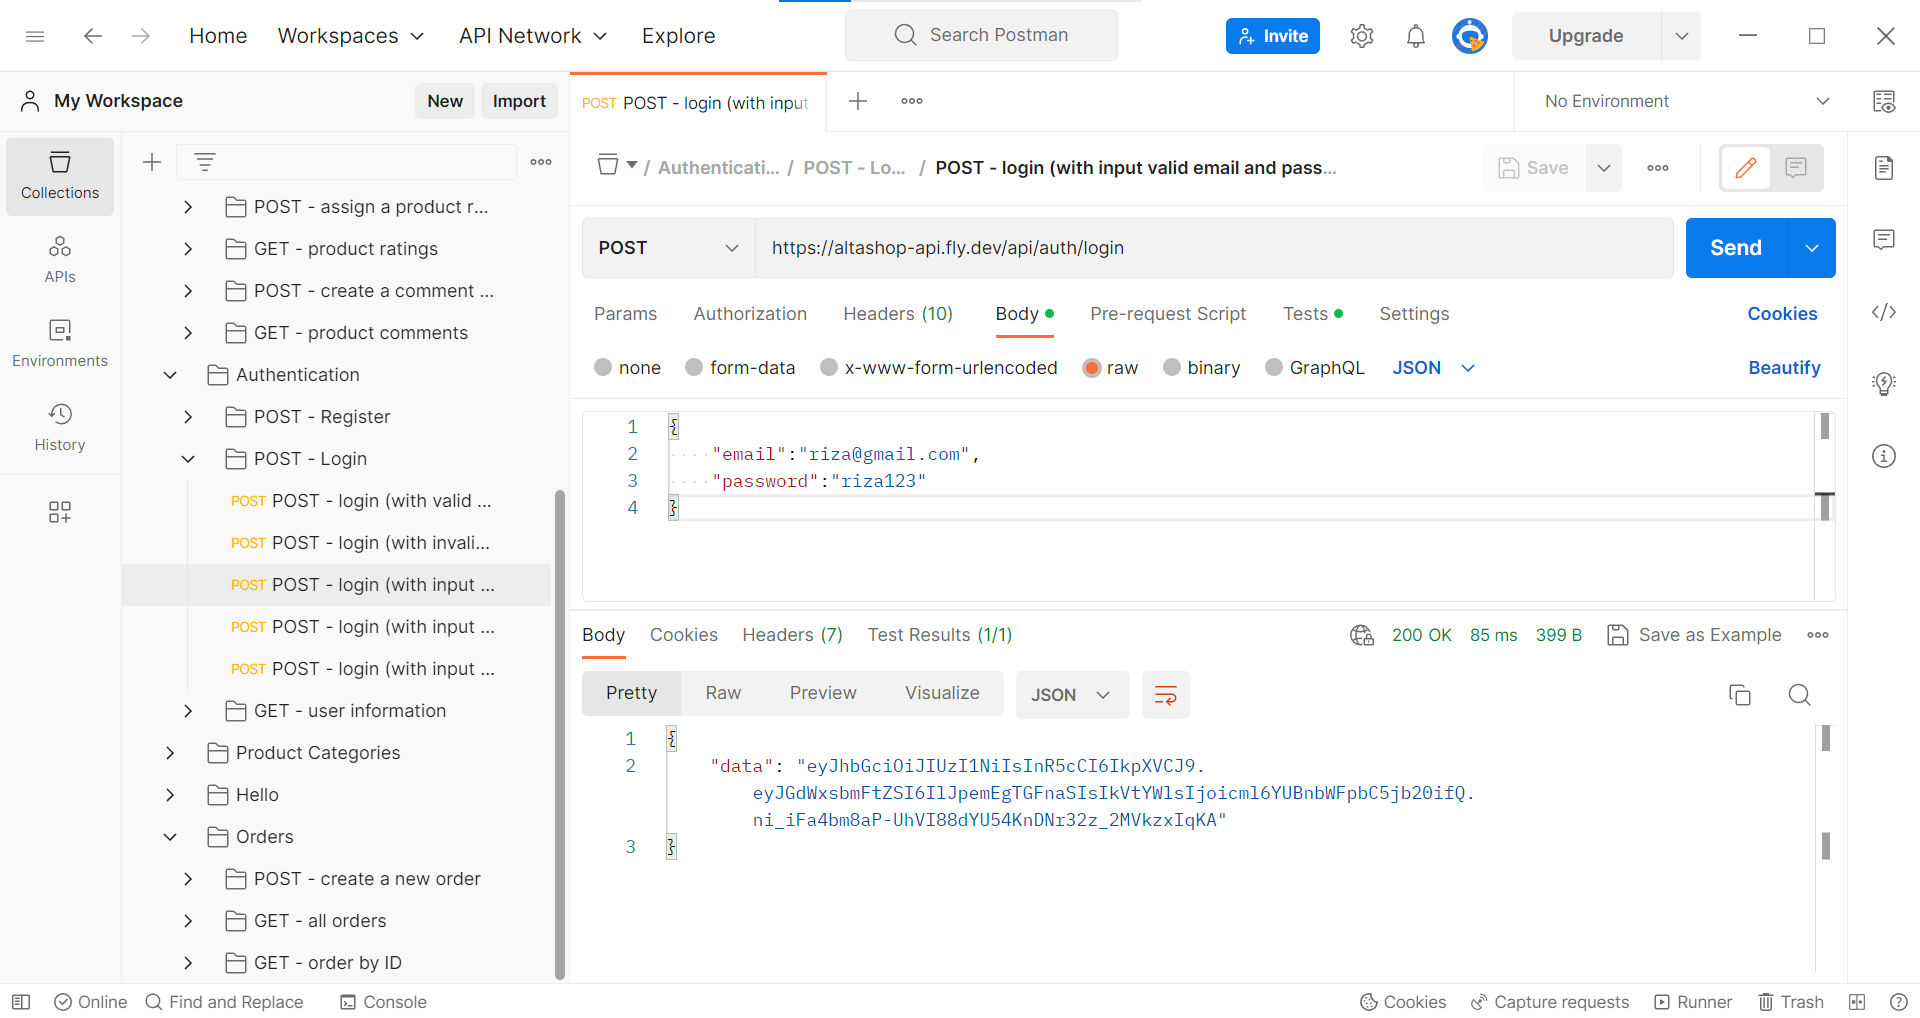 Home
Workspaces
API Network
Explore
Search Postman
Invite
Upgrade
My Workspace
New
Import
POST POST - login (with input
No Environment
Collections
APIs
Environments
History
POST - assign a product r...
GET - product ratings
POST - create a comment ...
GET - product comments
Authentication
POST - Register
POST - Login
POST POST - login (with valid ...
POST POST - login (with invali...
POST POST - login (with input ...
POST POST - login (with input ...
POST POST - login (with input ...
GET - user information
Product Categories
Hello
Orders
POST - create a new order
GET - all orders
GET - order by ID
/ Authenticati... / POST - Lo... / POST - login (with input valid email and pass...
Save
POST
https://altashop-api.fly.dev/api/auth/login
Send
Params
Authorization
Headers (10)
Body
Pre-request Script
Tests
Settings
Cookies
none
form-data
x-www-form-urlencoded
raw
binary
GraphQL
JSON
Beautify
1 {
2 "email":"riza@gmail.com",
3 "password":"riza123"
4 }
Body
Cookies
Headers (7)
Test Results (1/1)
200 OK
85 ms
399 B
Save as Example
Pretty
Raw
Preview
Visualize
JSON
1 {
2 "data": "eyJhbGciOiJIUzI1NiIsInR5cCI6IkpXVCJ9.
eyJGdWxsbmFtZSI6IlJpemEgTGFnaSIsIkVtYWlsIjoicml6YUBnbWFpbC5jb20ifQ.
ni_iFa4bm8aP-UhVI88dYU54KnDNr32z_2MVkzxIqKA"
3 }
Online
Find and Replace
Console
Cookies
Capture requests
Runner
Trash